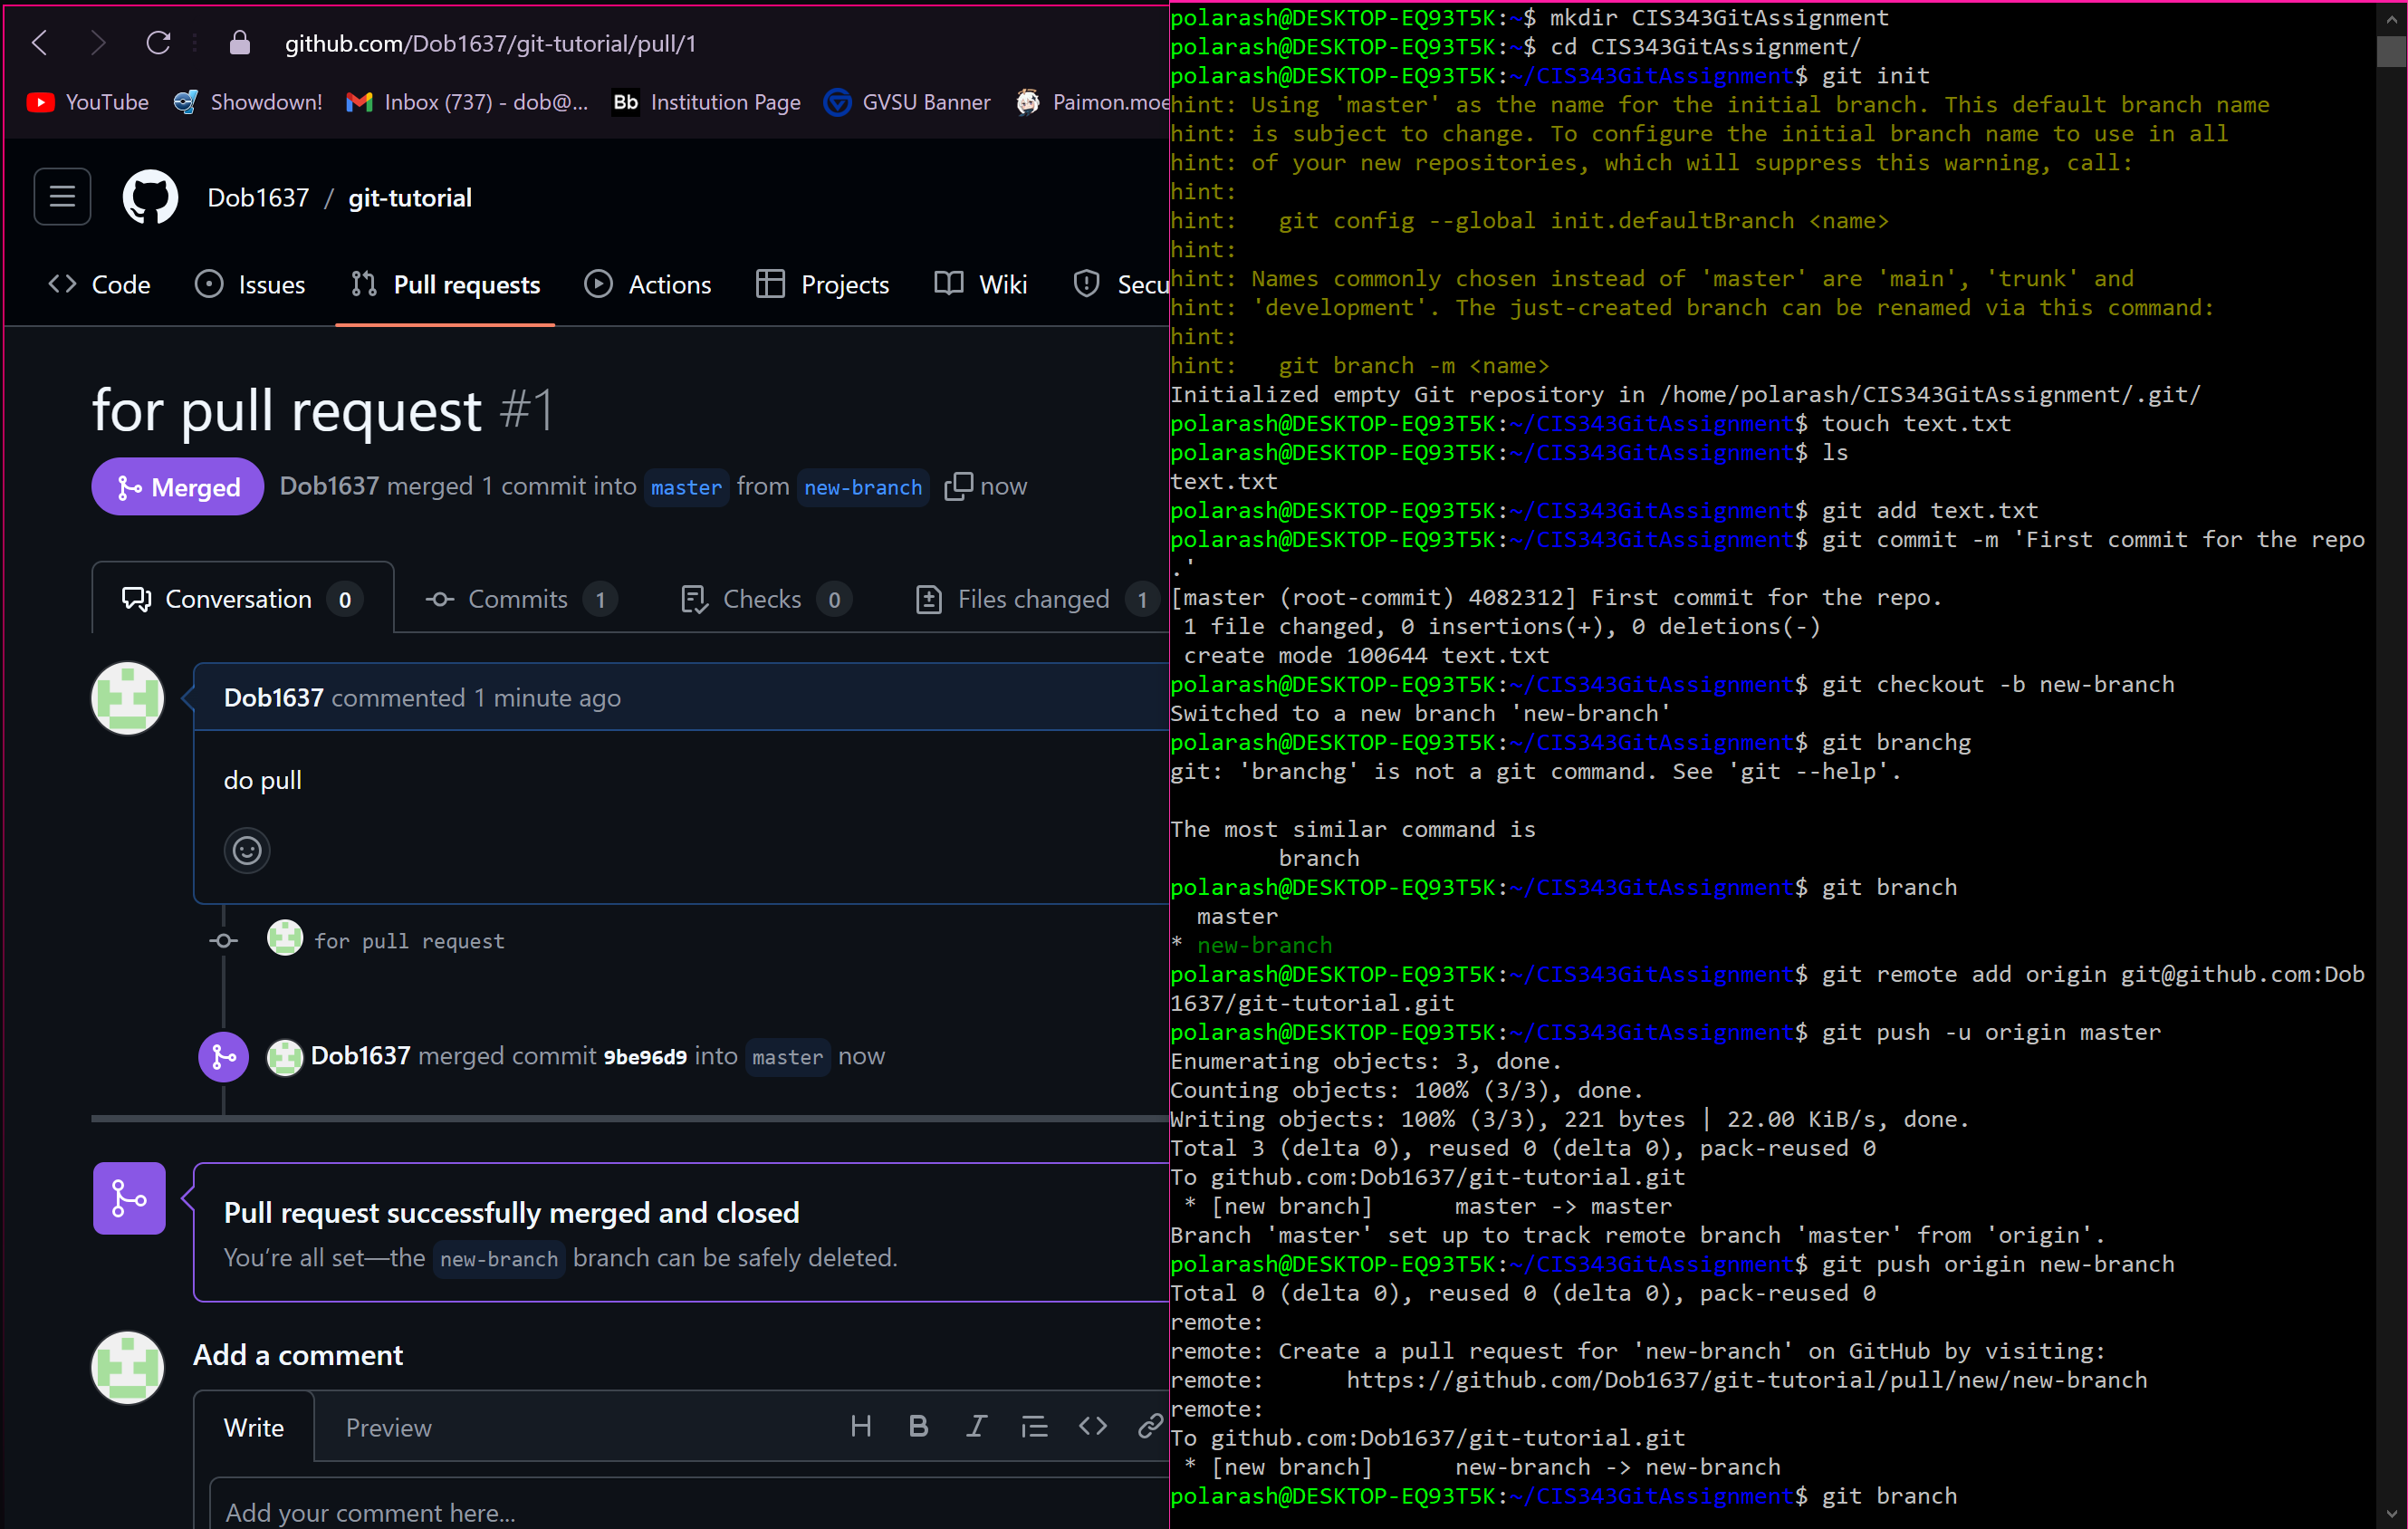 github.com/Dob1637/git-tutorial/pull/1
YouTube Showdown! Inbox (737) - dob@... Bb Institution Page GVSU Banner Paimon.moe
Dob1637 / git-tutorial
Code Issues Pull requests Actions Projects Wiki Secu
for pull request #1
Merged Dob1637 merged 1 commit into master from new-branch now
Conversation 0 Commits 1 Checks 0 Files changed 1
Dob1637 commented 1 minute ago
do pull
for pull request
Dob1637 merged commit 9be96d9 into master now
Pull request successfully merged and closed
You're all set—the new-branch branch can be safely deleted.
Add a comment
Write Preview
Add your comment here...
polarash@DESKTOP-EQ93T5K:~$ mkdir CIS343GitAssignment
polarash@DESKTOP-EQ93T5K:~$ cd CIS343GitAssignment/
polarash@DESKTOP-EQ93T5K:~/CIS343GitAssignment$ git init
hint: Using 'master' as the name for the initial branch. This default branch name
hint: is subject to change. To configure the initial branch name to use in all
hint: of your new repositories, which will suppress this warning, call:
hint:
hint:   git config --global init.defaultBranch <name>
hint:
hint: Names commonly chosen instead of 'master' are 'main', 'trunk' and
hint: 'development'. The just-created branch can be renamed via this command:
hint:
hint:   git branch -m <name>
Initialized empty Git repository in /home/polarash/CIS343GitAssignment/.git/
polarash@DESKTOP-EQ93T5K:~/CIS343GitAssignment$ touch text.txt
polarash@DESKTOP-EQ93T5K:~/CIS343GitAssignment$ ls
text.txt
polarash@DESKTOP-EQ93T5K:~/CIS343GitAssignment$ git add text.txt
polarash@DESKTOP-EQ93T5K:~/CIS343GitAssignment$ git commit -m 'First commit for the repo
.'
[master (root-commit) 4082312] First commit for the repo.
 1 file changed, 0 insertions(+), 0 deletions(-)
 create mode 100644 text.txt
polarash@DESKTOP-EQ93T5K:~/CIS343GitAssignment$ git checkout -b new-branch
Switched to a new branch 'new-branch'
polarash@DESKTOP-EQ93T5K:~/CIS343GitAssignment$ git branchg
git: 'branchg' is not a git command. See 'git --help'.
The most similar command is
        branch
polarash@DESKTOP-EQ93T5K:~/CIS343GitAssignment$ git branch
  master
* new-branch
polarash@DESKTOP-EQ93T5K:~/CIS343GitAssignment$ git remote add origin git@github.com:Dob
1637/git-tutorial.git
polarash@DESKTOP-EQ93T5K:~/CIS343GitAssignment$ git push -u origin master
Enumerating objects: 3, done.
Counting objects: 100% (3/3), done.
Writing objects: 100% (3/3), 221 bytes | 22.00 KiB/s, done.
Total 3 (delta 0), reused 0 (delta 0), pack-reused 0
To github.com:Dob1637/git-tutorial.git
 * [new branch]      master -> master
Branch 'master' set up to track remote branch 'master' from 'origin'.
polarash@DESKTOP-EQ93T5K:~/CIS343GitAssignment$ git push origin new-branch
Total 0 (delta 0), reused 0 (delta 0), pack-reused 0
remote:
remote: Create a pull request for 'new-branch' on GitHub by visiting:
remote:      https://github.com/Dob1637/git-tutorial/pull/new/new-branch
remote:
To github.com:Dob1637/git-tutorial.git
 * [new branch]      new-branch -> new-branch
polarash@DESKTOP-EQ93T5K:~/CIS343GitAssignment$ git branch